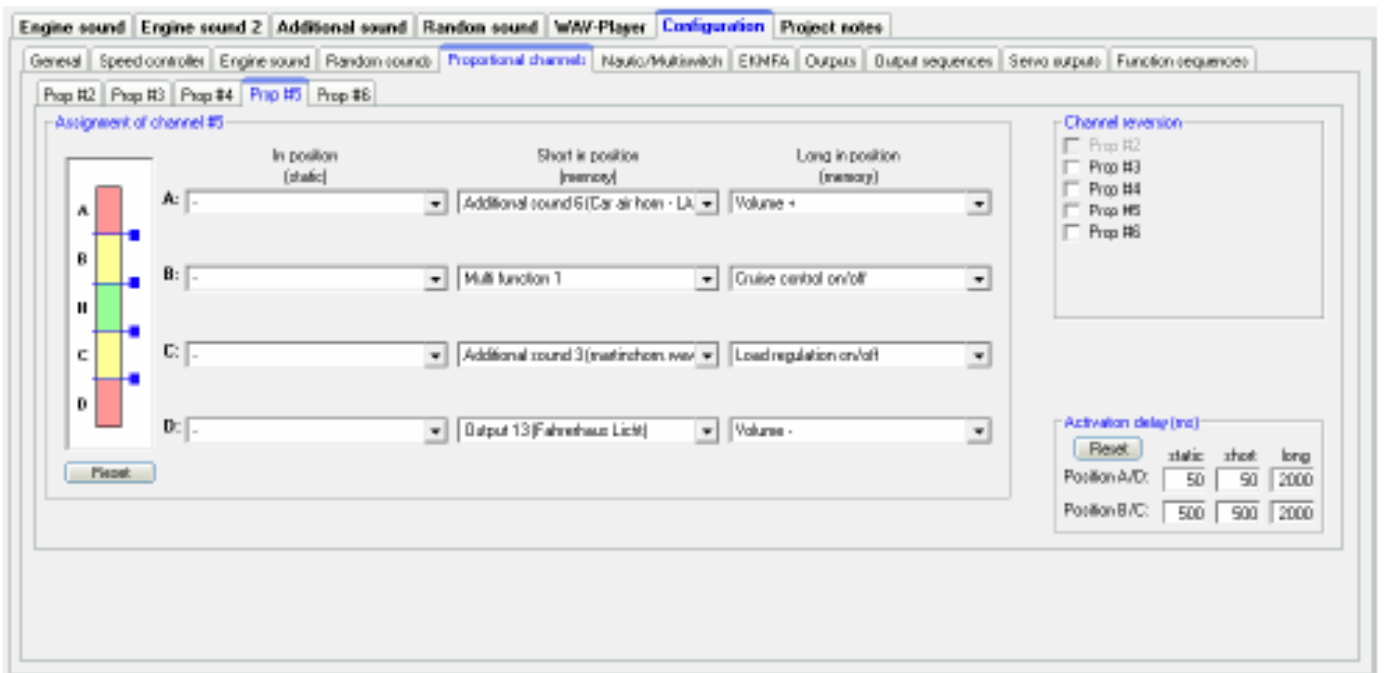 Engine sound Engine sound 2 Additional sound Random sound WAV-Player Configuration Project notes
General Speed controller Engine sound Random sounds Proportional channels Nautic/Multiswitch EKMFA Outputs Output sequences Servo outputs Function sequences
Prop #2 Prop #3 Prop #4 Prop #5 Prop #6
Assignment of channel #5
In position (static)
Short in position (memory)
Long in position (memory)
A
B
N
C
D
A: - Additional sound 6 (Car air horn - LA Volume +
B: - Multi function 1 Cruise control on/off
C: - Additional sound 3 (martinshorn.wav Load regulation on/off
D: - Output 13 (Fahrerhaus Licht) Volume -
Reset
Channel reversion
Prop #2
Prop #3
Prop #4
Prop #5
Prop #6
Activation delay (ms)
Reset static short long
Position A/D: 50 50 2000
Position B/C: 500 500 2000